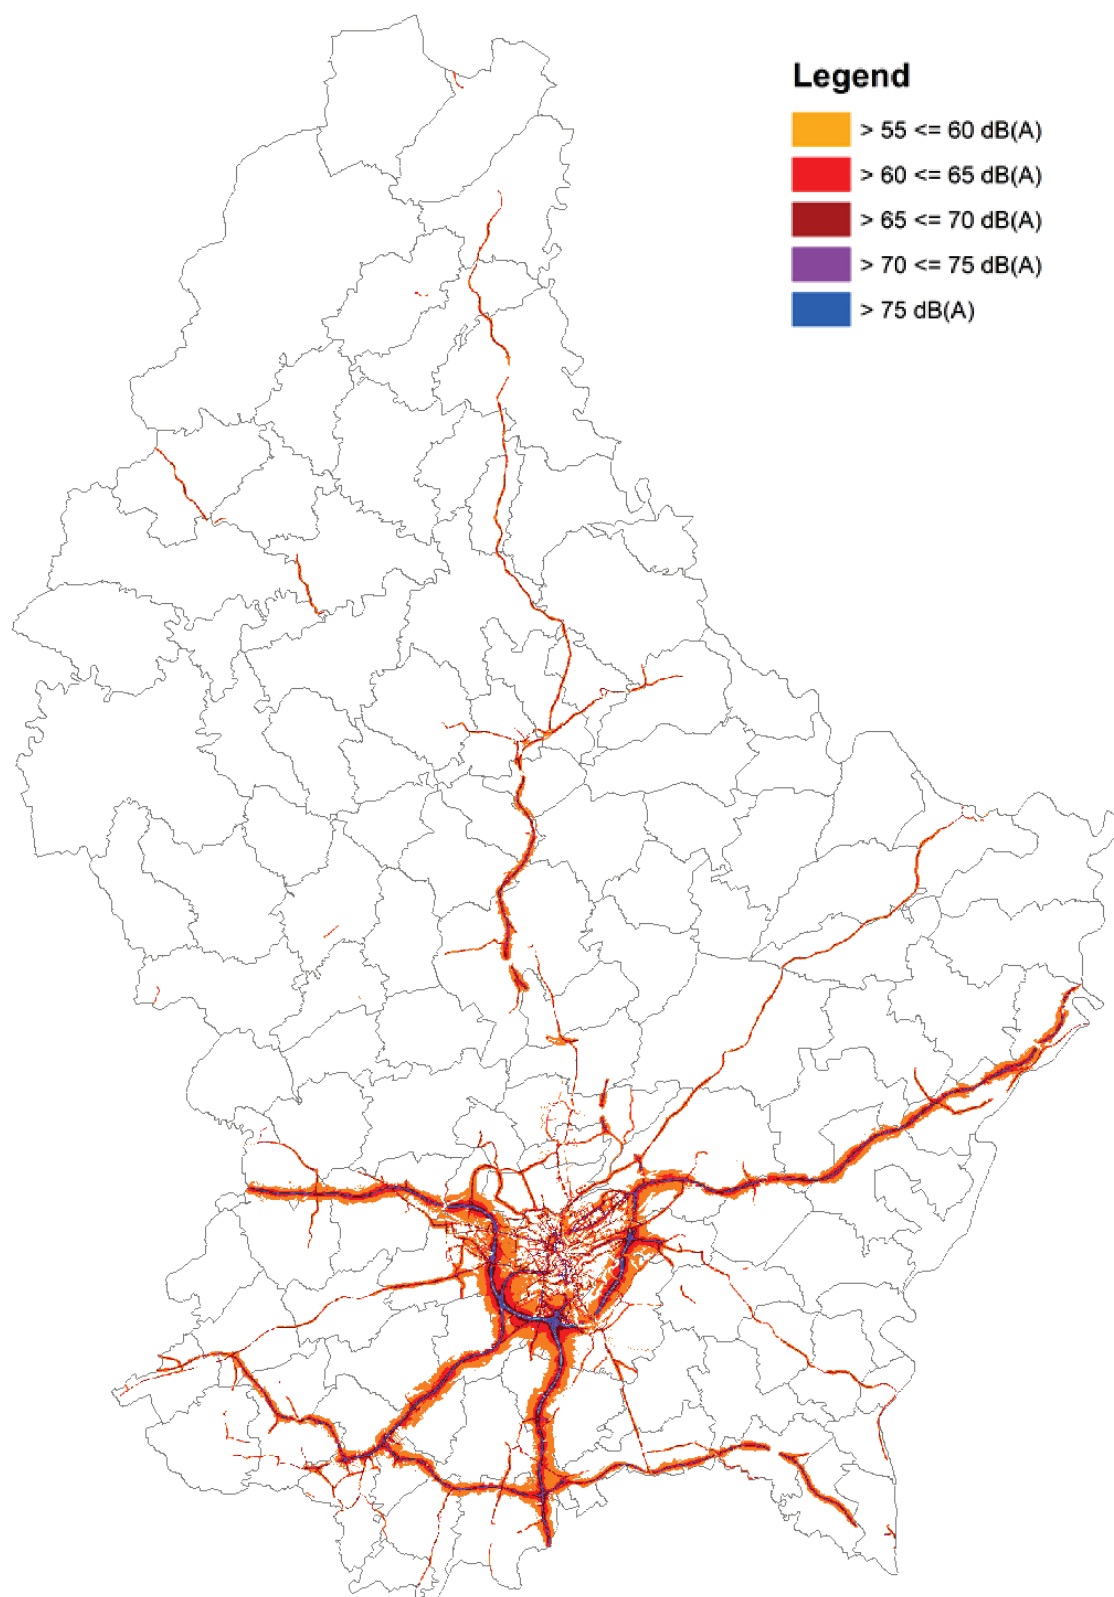 Legend
> 55 <= 60 dB(A)
> 60 <= 65 dB(A)
> 65 <= 70 dB(A)
> 70 <= 75 dB(A)
> 75 dB(A)